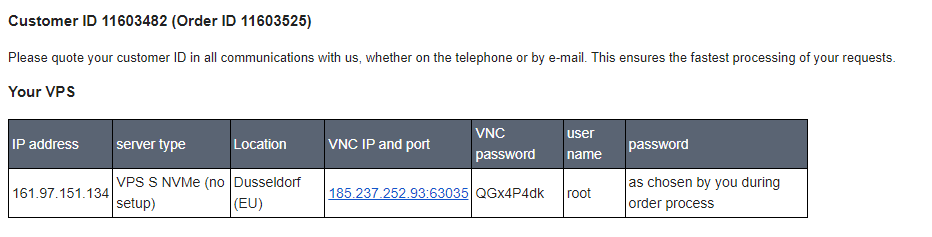 Customer ID 11603482 (Order ID 11603525)
Please quote your customer ID in all communications with us, whether on the telephone or by e-mail. This ensures the fastest processing of your requests.
Your VPS
IP address server type Location VNC IP and port VNC password user name password
161.97.151.134 VPS S NVMe (no setup) Dusseldorf (EU) 185.237.252.93:63035 QGx4P4dk root as chosen by you during order process